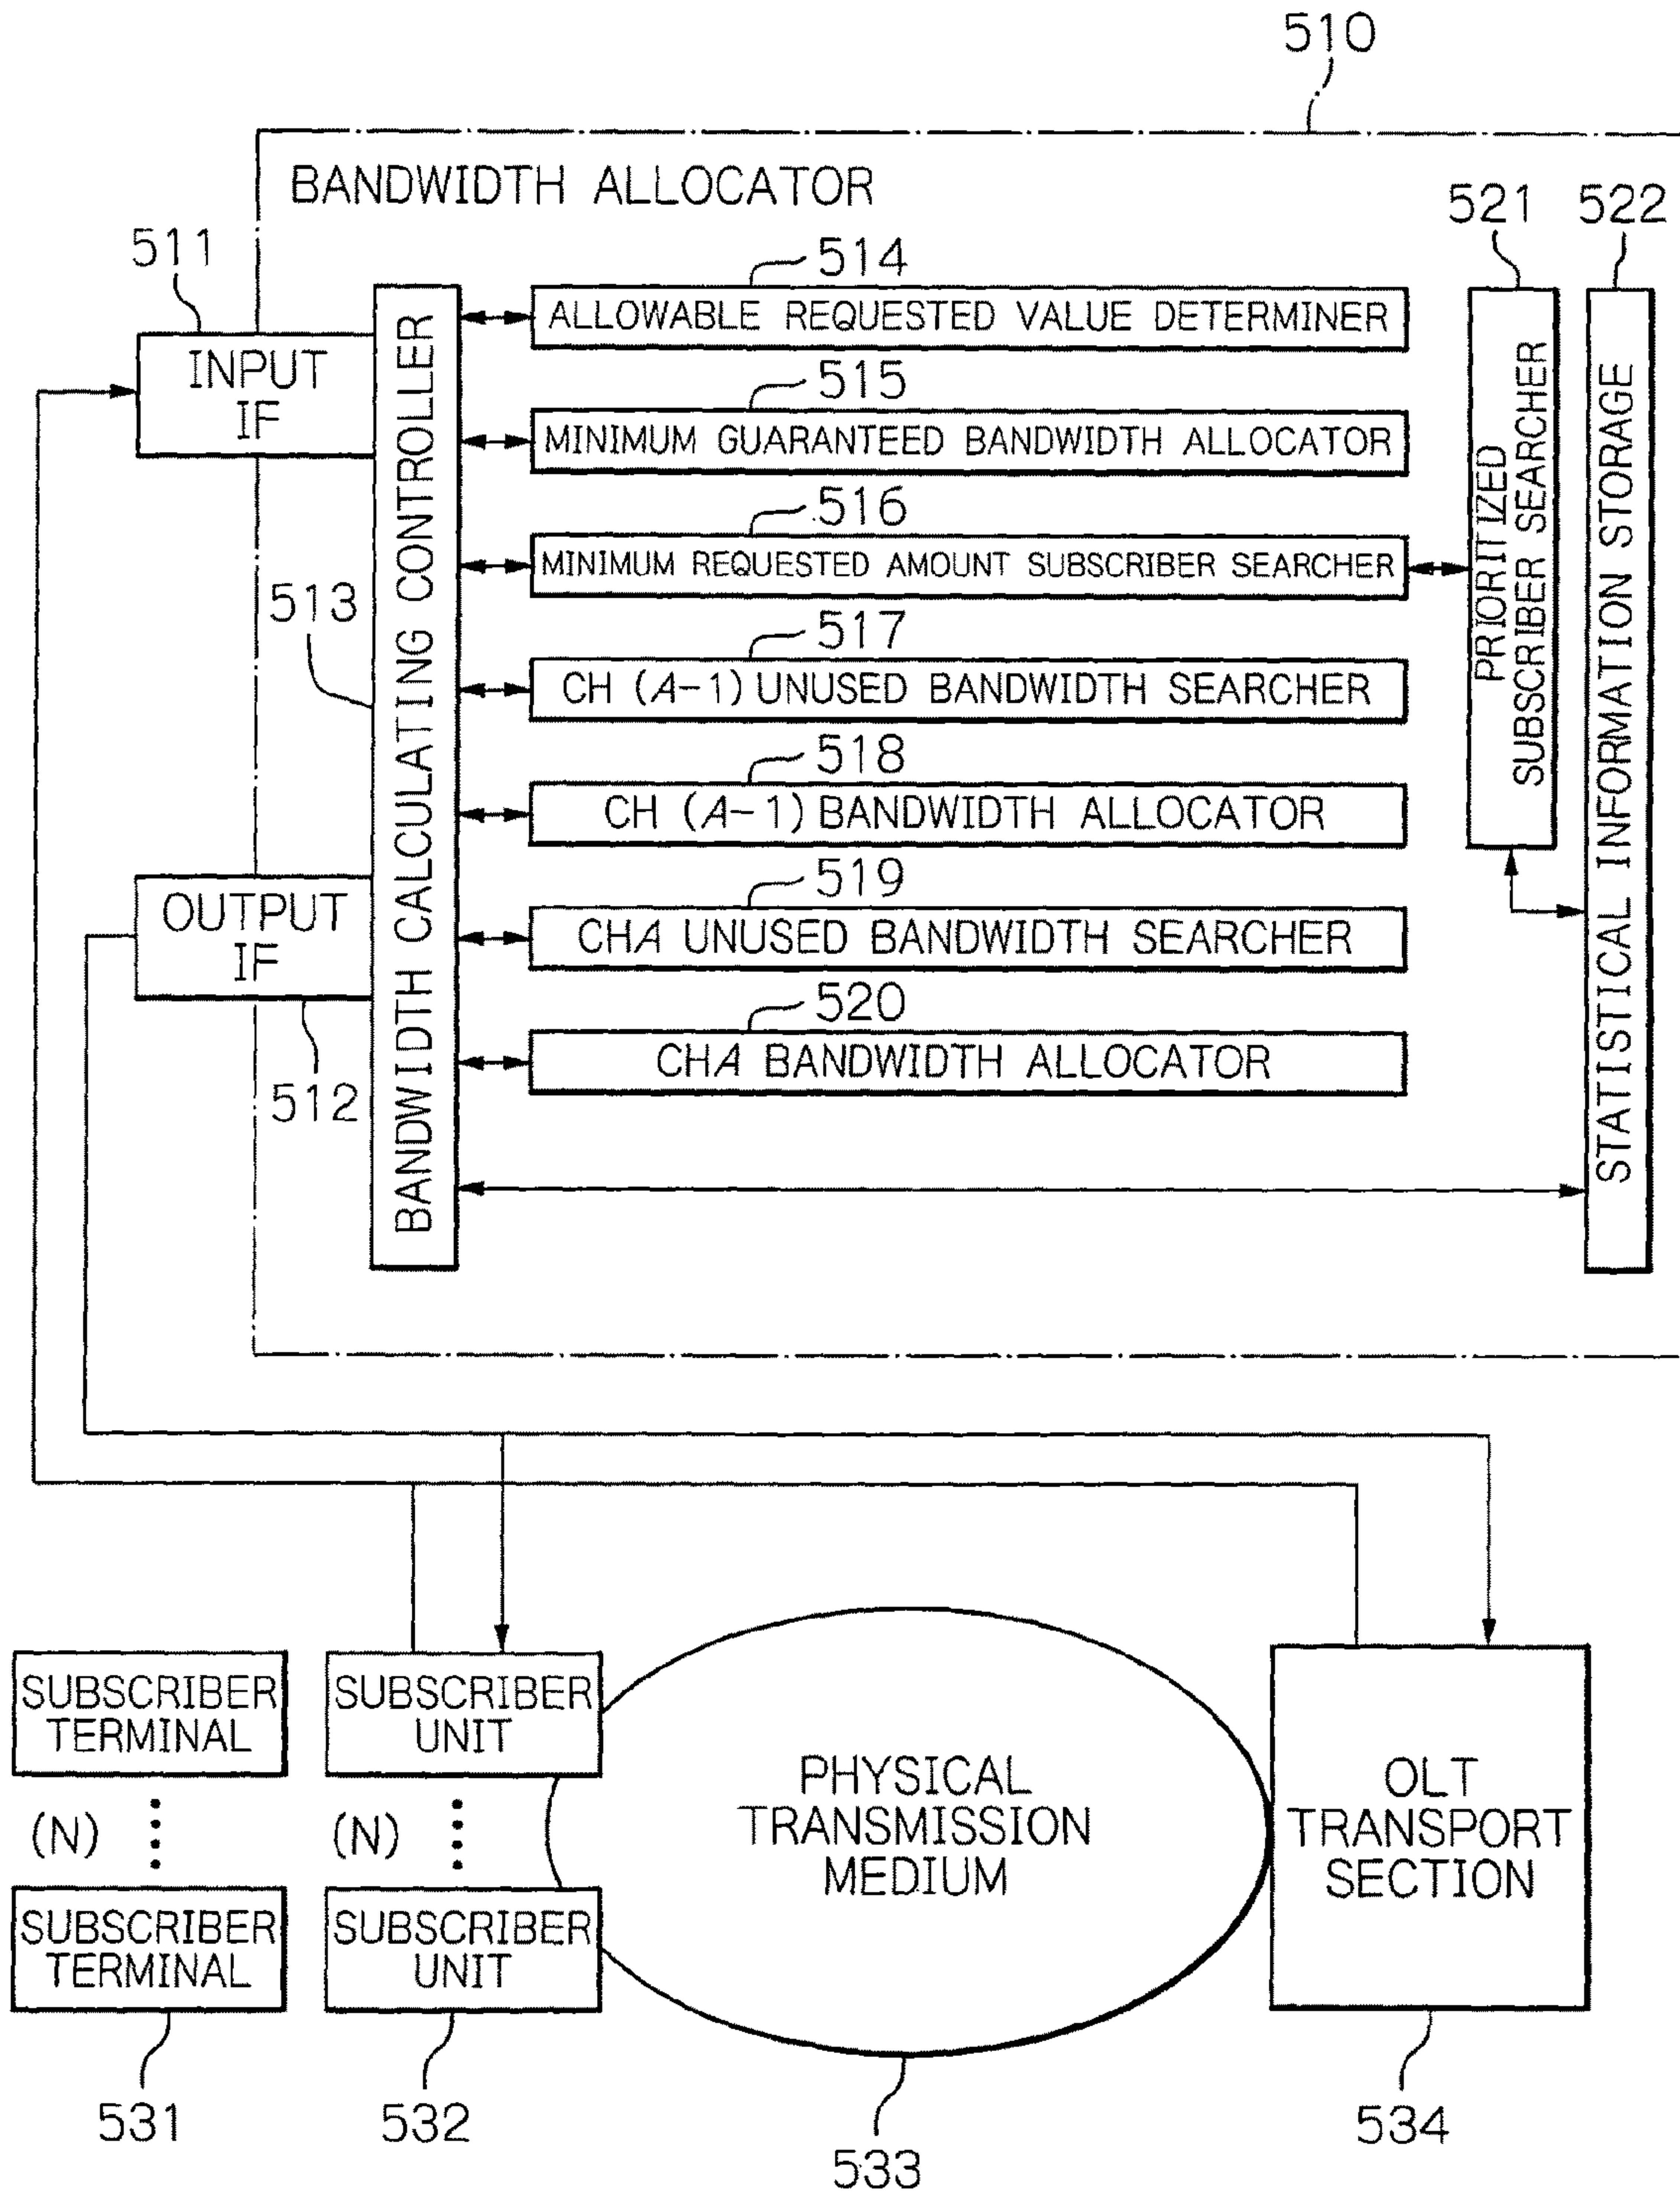 510
BANDWIDTH ALLOCATOR
521
522
511
514
ALLOWABLE REQUESTED VALUE DETERMINER
INPUT
IF
515
MINIMUM GUARANTEED BANDWIDTH ALLOCATOR
516
MINIMUM REQUESTED AMOUNT SUBSCRIBER SEARCHER
513
517
CH (A-1) UNUSED BANDWIDTH SEARCHER
518
CH (A-1) BANDWIDTH ALLOCATOR
519
OUTPUT
IF
CHA UNUSED BANDWIDTH SEARCHER
520
CHA BANDWIDTH ALLOCATOR
512
BANDWIDTH CALCULATING CONTROLLER
PRIORITIZED
SUBSCRIBER SEARCHER
STATISTICAL INFORMATION STORAGE
SUBSCRIBER
TERMINAL
SUBSCRIBER
UNIT
(N)
(N)
PHYSICAL
TRANSMISSION
MEDIUM
OLT
TRANSPORT
SECTION
SUBSCRIBER
TERMINAL
SUBSCRIBER
UNIT
531
532
533
534